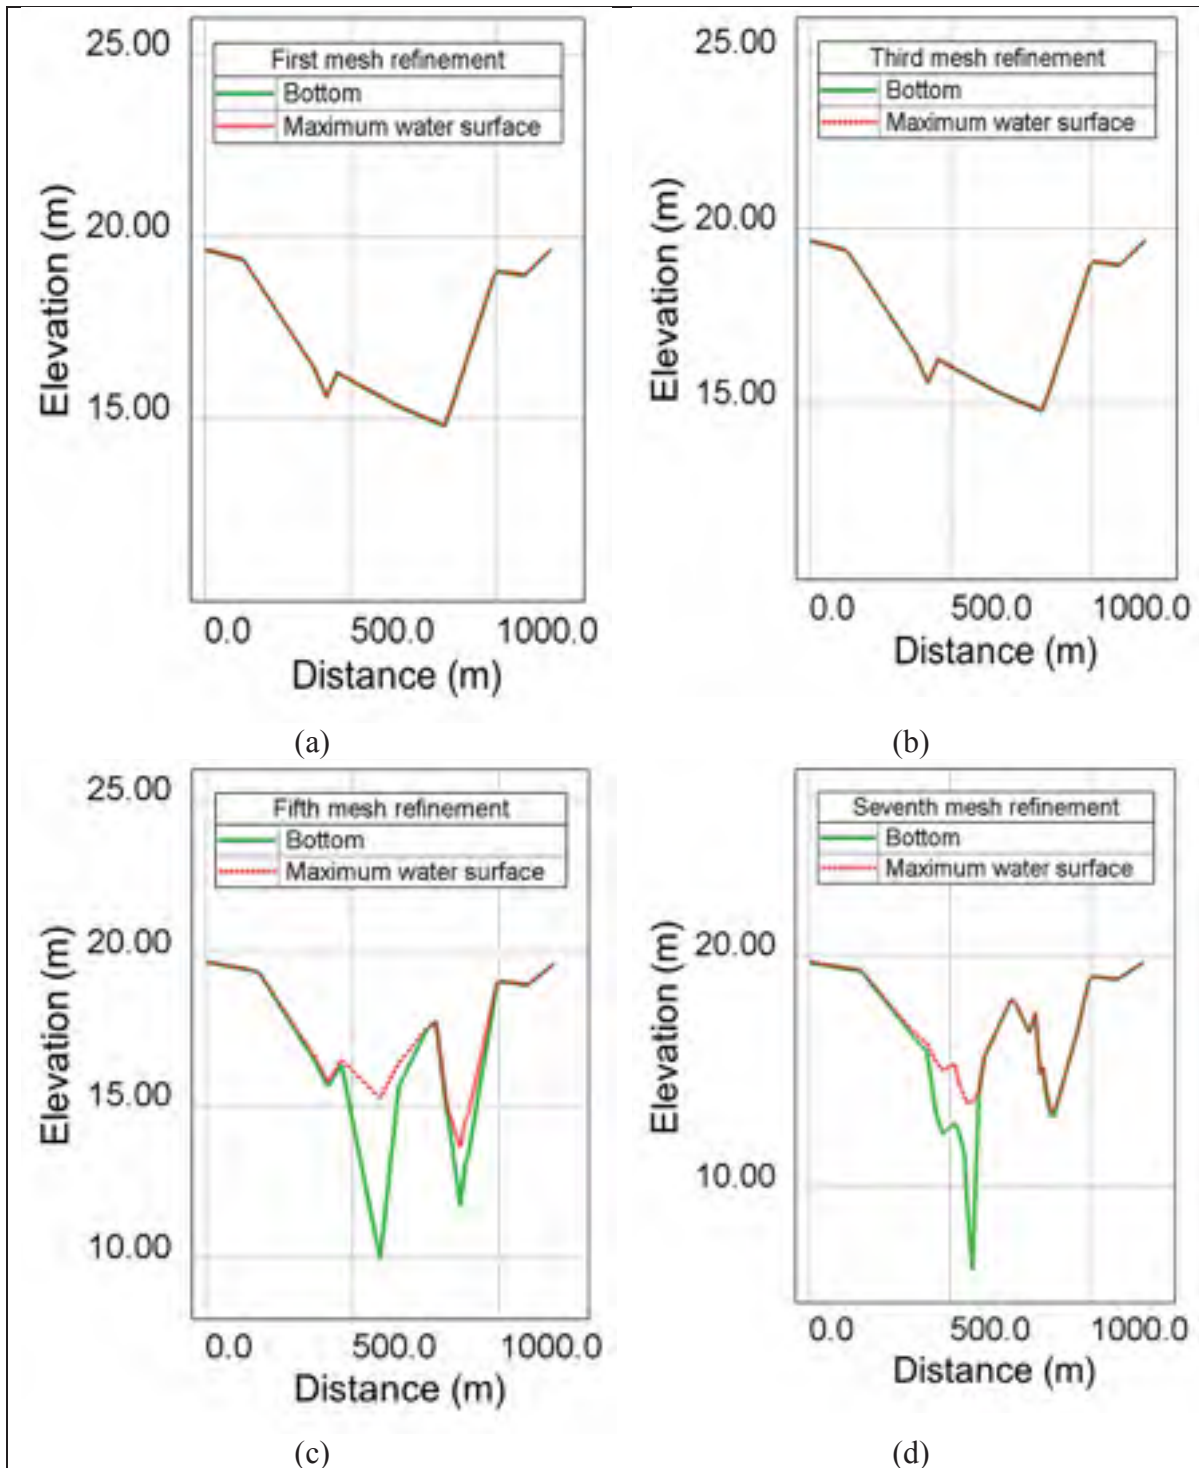 25.00
First mesh refinement
Bottom
Maximum water surface
20.00
15.00
Elevation (m)
0.0 500.0 1000.0
Distance (m)
(a)
25.00
Third mesh refinement
Bottom
Maximum water surface
20.00
15.00
Elevation (m)
0.0 500.0 1000.0
Distance (m)
(b)
25.00
Fifth mesh refinement
Bottom
Maximum water surface
20.00
15.00
10.00
Elevation (m)
0.0 500.0 1000.0
Distance (m)
(c)
Seventh mesh refinement
Bottom
Maximum water surface
20.00
10.00
Elevation (m)
0.0 500.0 1000.0
Distance (m)
(d)